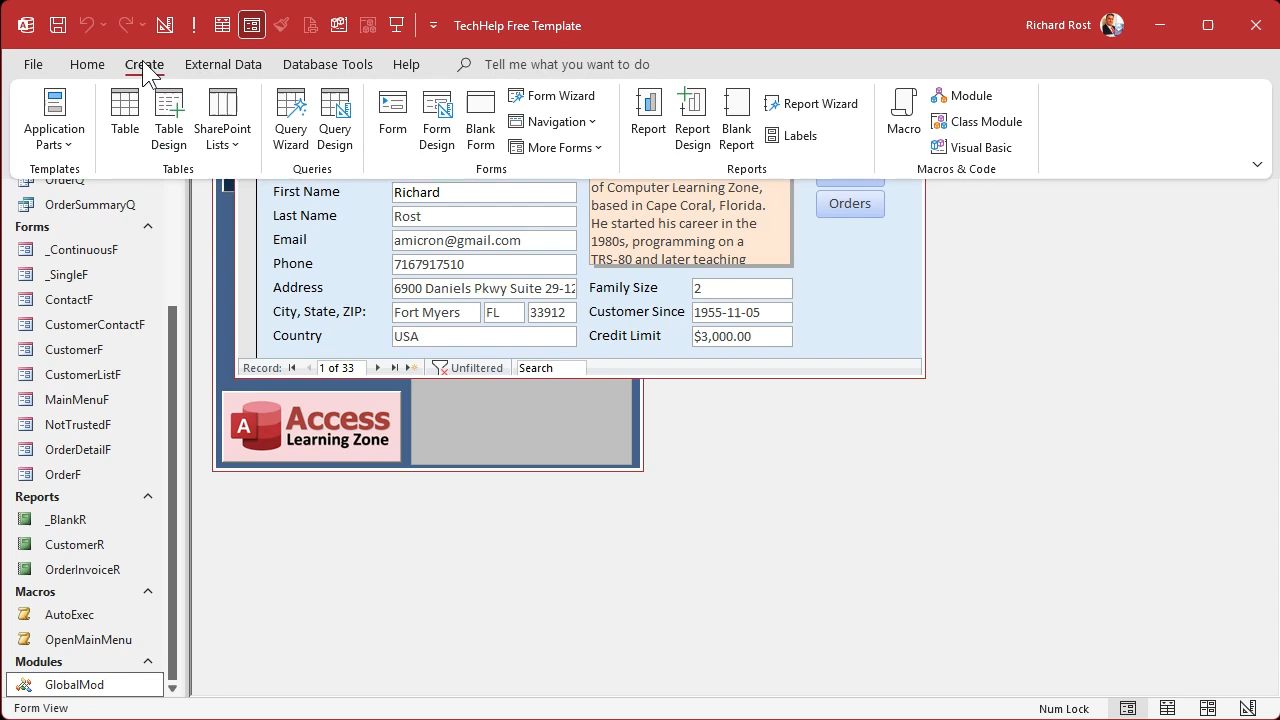 TechHelp Free Template
Richard Rost
File Home Create External Data Database Tools Help Tell me what you want to do
Application Parts
Table
Table Design
SharePoint Lists
Query Wizard
Query Design
Form
Form Design
Blank Form
Form Wizard
Navigation
More Forms
Report
Report Design
Blank Report
Report Wizard
Labels
Macro
Module
Class Module
Visual Basic
Templates Tables Queries Forms Reports Macros & Code
OrderQ
OrderSummaryQ
Forms
_ContinuousF
_SingleF
ContactF
CustomerContactF
CustomerF
CustomerListF
MainMenuF
NotTrustedF
OrderDetailF
OrderF
Reports
_BlankR
CustomerR
OrderInvoiceR
Macros
AutoExec
OpenMainMenu
Modules
GlobalMod
First Name Richard
Last Name Rost
Email amicron@gmail.com
Phone 7167917510
Address 6900 Daniels Pkwy Suite 29-12
City, State, ZIP: Fort Myers FL 33912
Country USA
of Computer Learning Zone,
based in Cape Coral, Florida.
He started his career in the
1980s, programming on a
TRS-80 and later teaching
Family Size 2
Customer Since 1955-11-05
Credit Limit $3,000.00
Orders
Record: 1 of 33 Unfiltered Search
A Access
Learning Zone
Form View
Num Lock